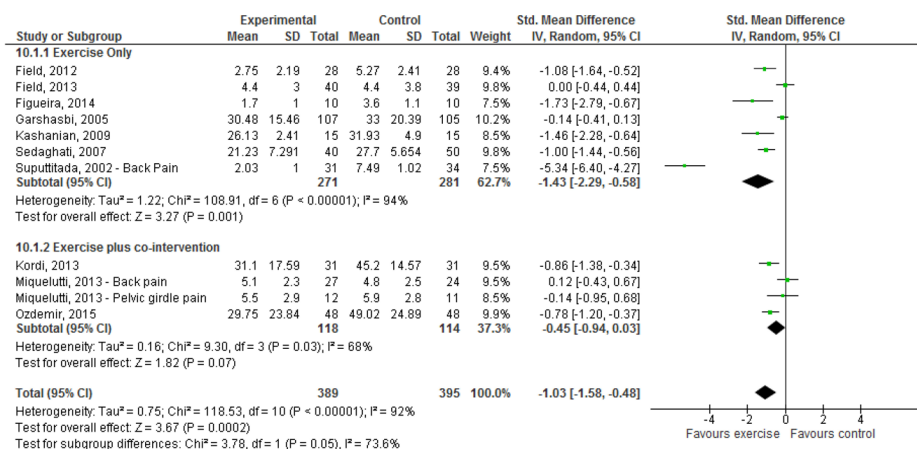 Experimental Control Std. Mean Difference Std. Mean Difference
Study or Subgroup Mean SD Total Mean SD Total Weight IV, Random, 95% CI IV, Random, 95% CI
10.1.1 Exercise Only
Field, 2012 2.75 2.19 28 5.27 2.41 28 9.4% -1.08 [-1.64, -0.52]
Field, 2013 4.4 3 40 4.4 3.8 39 9.8% 0.00 [-0.44, 0.44]
Figueira, 2014 1.7 1 10 3.6 1.1 10 7.5% -1.73 [-2.79, -0.67]
Garshasbi, 2005 30.48 15.46 107 33 20.39 105 10.2% -0.14 [-0.41, 0.13]
Kashanian, 2009 26.13 2.41 15 31.93 4.9 15 8.5% -1.46 [-2.28, -0.64]
Sedaghati, 2007 21.23 7.291 40 27.7 5.654 50 9.8% -1.00 [-1.44, -0.56]
Suputtitada, 2002 - Back Pain 2.03 1 31 7.49 1.02 34 7.5% -5.34 [-6.40, -4.27]
Subtotal (95% CI) 271 281 62.7% -1.43 [-2.29, -0.58]
Heterogeneity: Tau² = 1.22; Chi² = 108.91, df = 6 (P < 0.00001); I² = 94%
Test for overall effect: Z = 3.27 (P = 0.001)
10.1.2 Exercise plus co-intervention
Kordi, 2013 31.1 17.59 31 45.2 14.57 31 9.5% -0.86 [-1.38, -0.34]
Miquelutti, 2013 - Back pain 5.1 2.3 27 4.8 2.5 24 9.4% 0.12 [-0.43, 0.67]
Miquelutti, 2013 - Pelvic girdle pain 5.5 2.9 12 5.9 2.8 11 8.5% -0.14 [-0.95, 0.68]
Ozdemir, 2015 29.75 23.84 48 49.02 24.89 48 9.9% -0.78 [-1.20, -0.37]
Subtotal (95% CI) 118 114 37.3% -0.45 [-0.94, 0.03]
Heterogeneity: Tau² = 0.16; Chi² = 9.30, df = 3 (P = 0.03); I² = 68%
Test for overall effect: Z = 1.82 (P = 0.07)
Total (95% CI) 389 395 100.0% -1.03 [-1.58, -0.48]
Heterogeneity: Tau² = 0.75; Chi² = 118.53, df = 10 (P < 0.00001); I² = 92%
Test for overall effect: Z = 3.67 (P = 0.0002)
Test for subgroup differences: Chi² = 3.78, df = 1 (P = 0.05), I² = 73.6%
-4 -2 0 2 4
Favours exercise Favours control